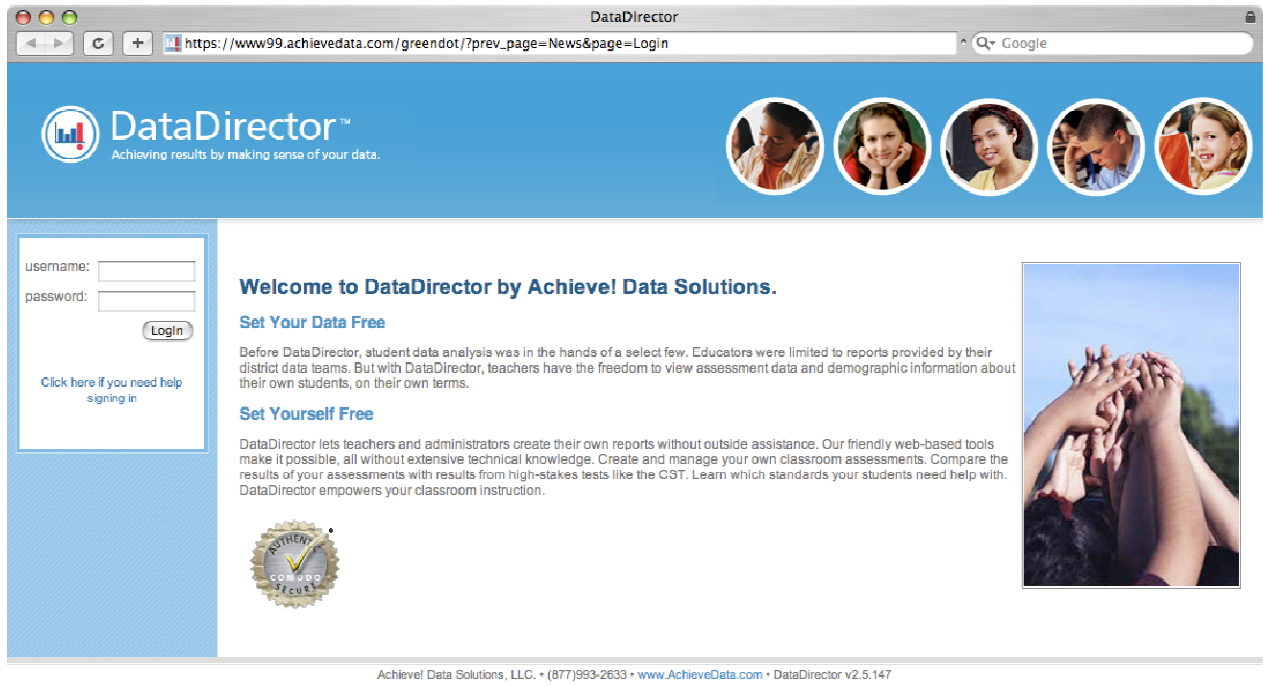 DataDirector
https://www99.achievedata.com/greendot/?prev_page=News&page=Login
Google
DataDirector™
Achieving results by making sense of your data.
username:
password:
Login
Click here if you need help
signing in
Welcome to DataDirector by Achieve! Data Solutions.
Set Your Data Free
Before DataDirector, student data analysis was in the hands of a select few. Educators were limited to reports provided by their
district data teams. But with DataDirector, teachers have the freedom to view assessment data and demographic information about
their own students, on their own terms.
Set Yourself Free
DataDirector lets teachers and administrators create their own reports without outside assistance. Our friendly web-based tools
make it possible, all without extensive technical knowledge. Create and manage your own classroom assessments. Compare the
results of your assessments with results from high-stakes tests like the CST. Learn which standards your students need help with.
DataDirector empowers your classroom instruction.
AUTHENTIC
COMODO
SECURE
Achieve! Data Solutions, LLC. • (877)993-2633 • www.AchieveData.com • DataDirector v2.5.147